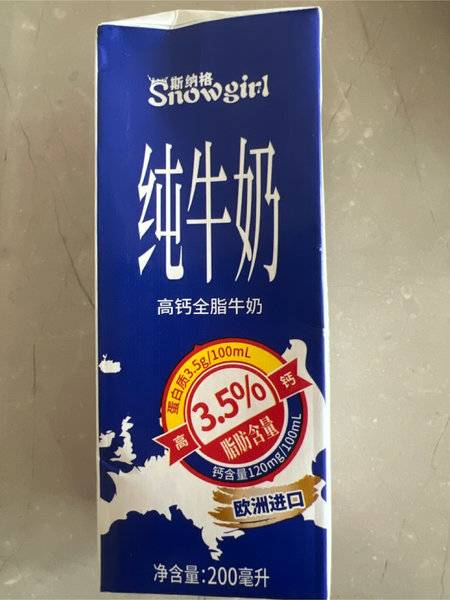 斯纳格
Snowgirl
纯牛奶
高钙全脂牛奶
蛋白质3.5g/100mL
高 3.5% 钙
脂肪含量
钙含量120mg/100mL
欧洲进口
净含量:200毫升